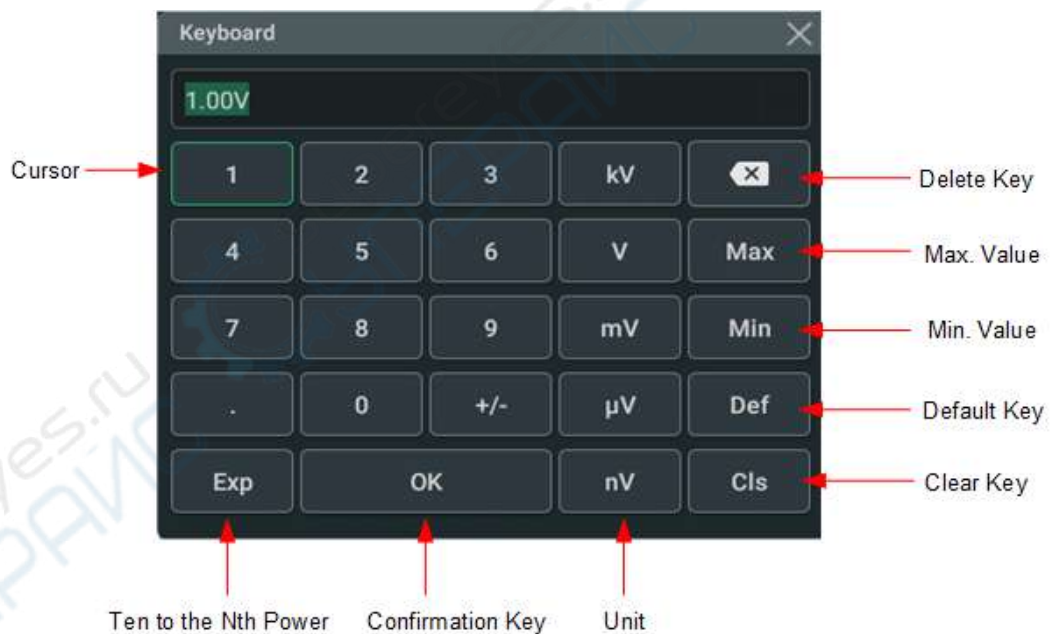 Keyboard
1.00V
Cursor
1 2 3 kV
Delete Key
4 5 6 V Max
Max. Value
7 8 9 mV Min
Min. Value
. 0 +/- µV Def
Default Key
Exp OK nV Cls
Clear Key
Ten to the Nth Power Confirmation Key Unit